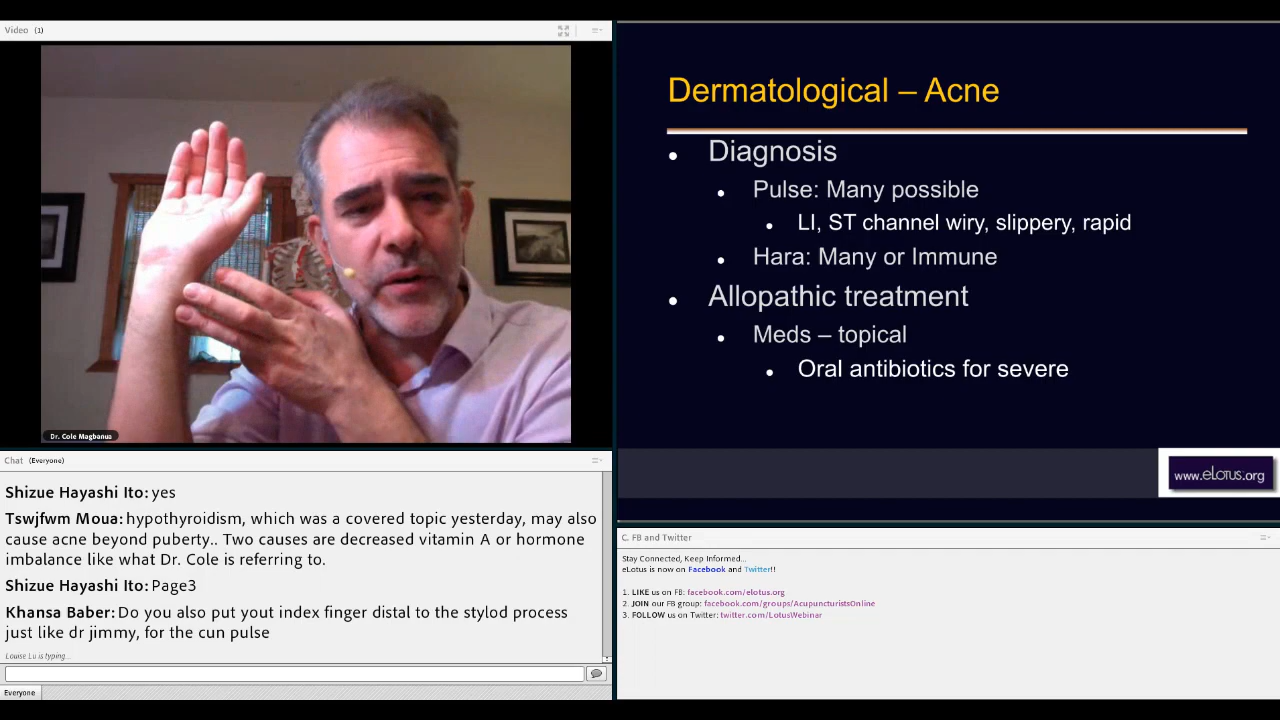 Video (1)
Dr. Cole Magbanua
Dermatological – Acne
Diagnosis
Pulse: Many possible
LI, ST channel wiry, slippery, rapid
Hara: Many or Immune
Allopathic treatment
Meds – topical
Oral antibiotics for severe
www.eLotus.org
Chat (Everyone)
Shizue Hayashi Ito: yes
Tswjfwm Moua: hypothyroidism, which was a covered topic yesterday, may also
cause acne beyond puberty.. Two causes are decreased vitamin A or hormone
imbalance like what Dr. Cole is referring to.
Shizue Hayashi Ito: Page3
Khansa Baber: Do you also put yout index finger distal to the stylod process
just like dr jimmy, for the cun pulse
Louise Lu is typing...
Everyone
C. FB and Twitter
Stay Connected, Keep Informed...
eLotus is now on Facebook and Twitter!!
1. LIKE us on FB: facebook.com/elotus.org
2. JOIN our FB group: facebook.com/groups/AcupuncturistsOnline
3. FOLLOW us on Twitter: twitter.com/LotusWebinar